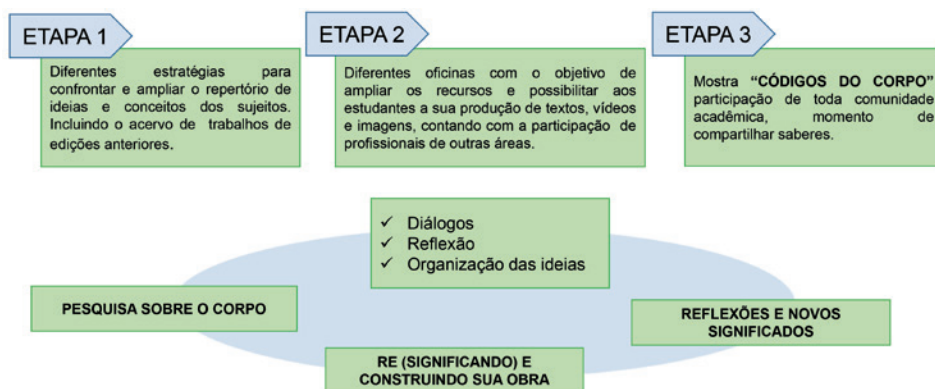 ETAPA 1
Diferentes estratégias para
confrontar e ampliar o repertório de
ideias e conceitos dos sujeitos.
Incluindo o acervo de trabalhos de
edições anteriores.
ETAPA 2
Diferentes oficinas com o objetivo de
ampliar os recursos e possibilitar aos
estudantes a sua produção de textos, vídeos
e imagens, contando com a participação de
profissionais de outras áreas.
ETAPA 3
Mostra “CÓDIGOS DO CORPO”
participação de toda comunidade
acadêmica, momento de
compartilhar saberes.
✓ Diálogos
✓ Reflexão
✓ Organização das ideias
PESQUISA SOBRE O CORPO
REFLEXÕES E NOVOS
SIGNIFICADOS
RE (SIGNIFICANDO) E
CONSTRUINDO SUA OBRA